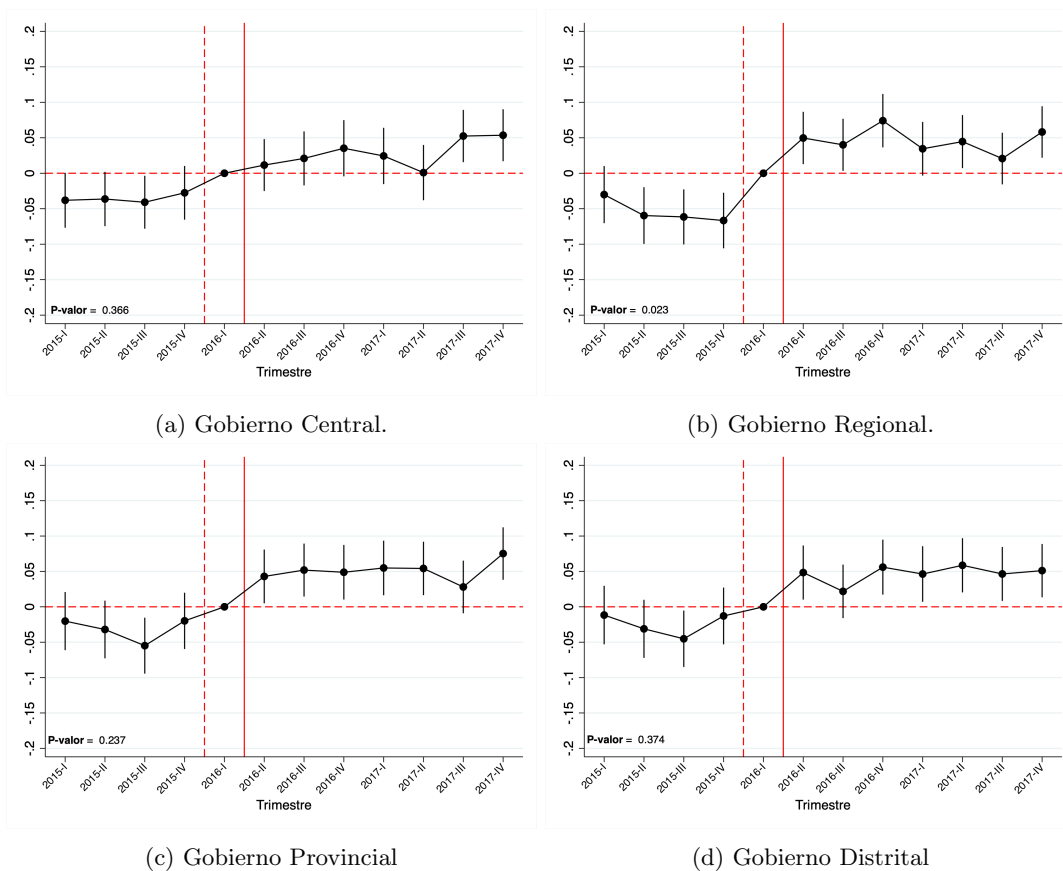 .2
.15
.1
.05
0
-.05
-.1
-.15
-.2
P-valor = 0.366
2015-I
2015-II
2015-III
2015-IV
2016-I
2016-II
2016-III
2016-IV
2017-I
2017-II
2017-III
2017-IV
Trimestre
(a) Gobierno Central.
.2
.15
.1
.05
0
-.05
-.1
-.15
-.2
P-valor = 0.023
2015-I
2015-II
2015-III
2015-IV
2016-I
2016-II
2016-III
2016-IV
2017-I
2017-II
2017-III
2017-IV
Trimestre
(b) Gobierno Regional.
.2
.15
.1
.05
0
-.05
-.1
-.15
-.2
P-valor = 0.237
2015-I
2015-II
2015-III
2015-IV
2016-I
2016-II
2016-III
2016-IV
2017-I
2017-II
2017-III
2017-IV
Trimestre
(c) Gobierno Provincial
.2
.15
.1
.05
0
-.05
-.1
-.15
-.2
P-valor = 0.374
2015-I
2015-II
2015-III
2015-IV
2016-I
2016-II
2016-III
2016-IV
2017-I
2017-II
2017-III
2017-IV
Trimestre
(d) Gobierno Distrital